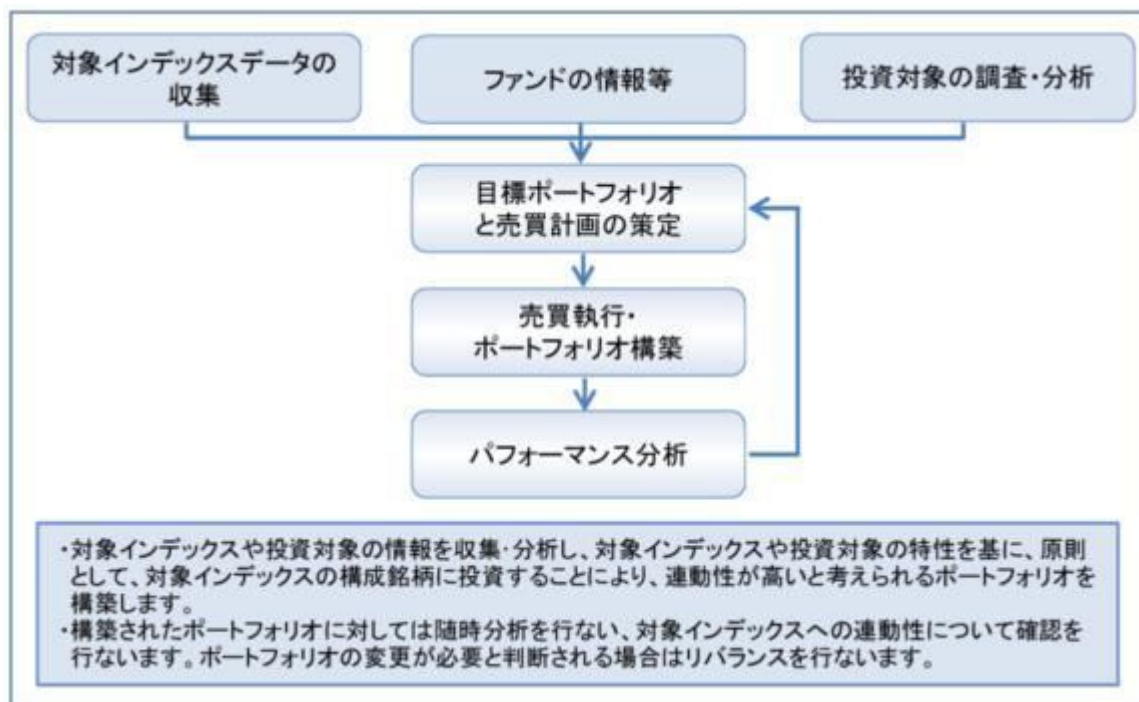 対象インデックスデータの
収集
ファンドの情報等
投資対象の調査・分析
目標ポートフォリオ
と売買計画の策定
売買執行・
ポートフォリオ構築
パフォーマンス分析
・対象インデックスや投資対象の情報を収集・分析し、対象インデックスや投資対象の特性を基に、原則
として、対象インデックスの構成銘柄に投資することにより、連動性が高いと考えられるポートフォリオを
構築します。
・構築されたポートフォリオに対しては随時分析を行ない、対象インデックスへの連動性について確認を
行ないます。ポートフォリオの変更が必要と判断される場合はリバランスを行ないます。